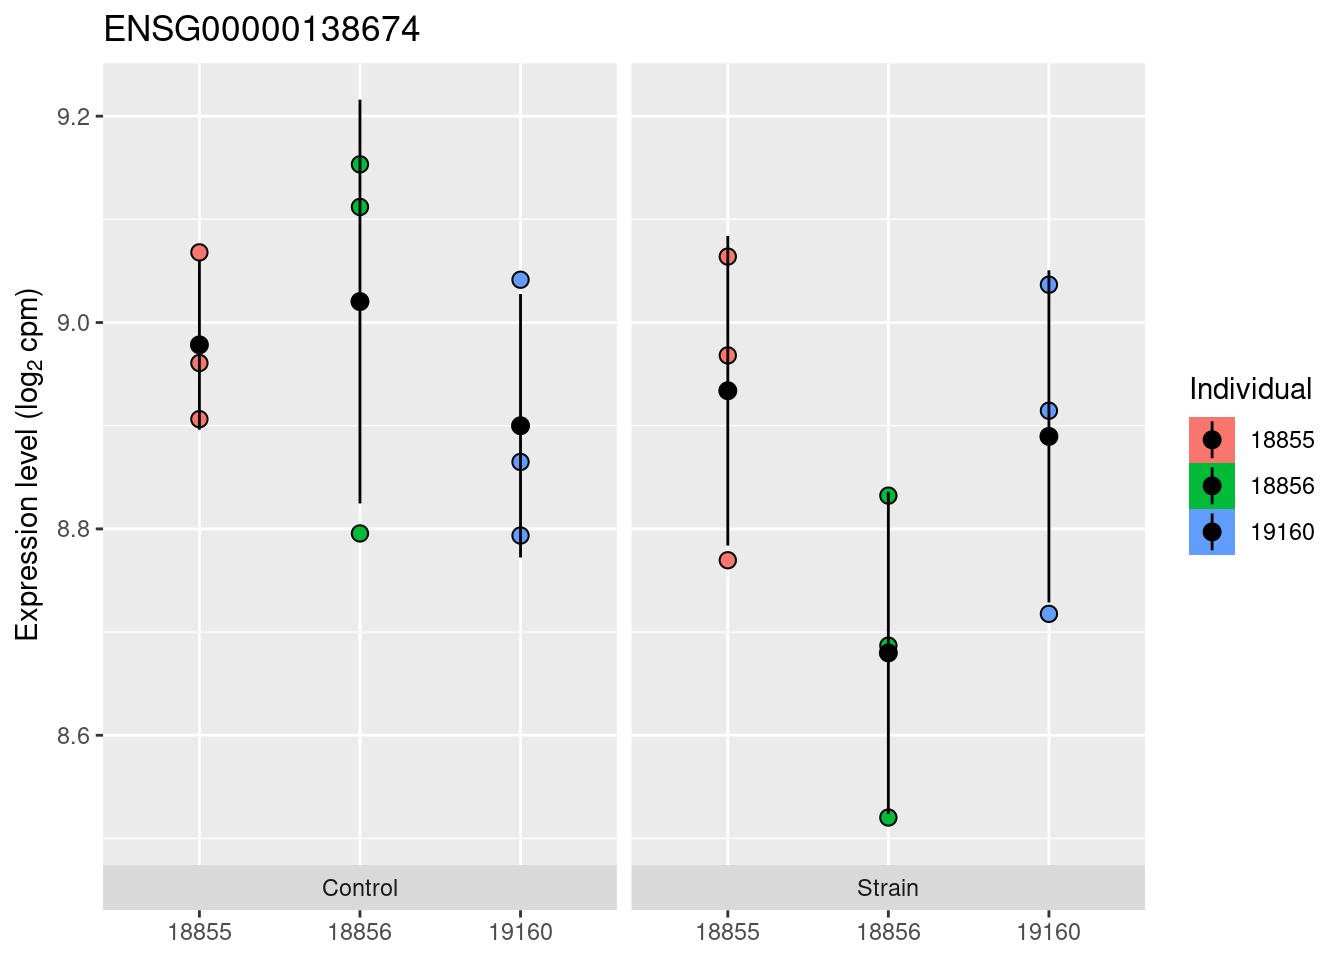 ENSG00000138674
Expression level (log₂ cpm)
9.2
9.0
8.8
8.6
Control
Strain
18855
18856
19160
18855
18856
19160
Individual
18855
18856
19160